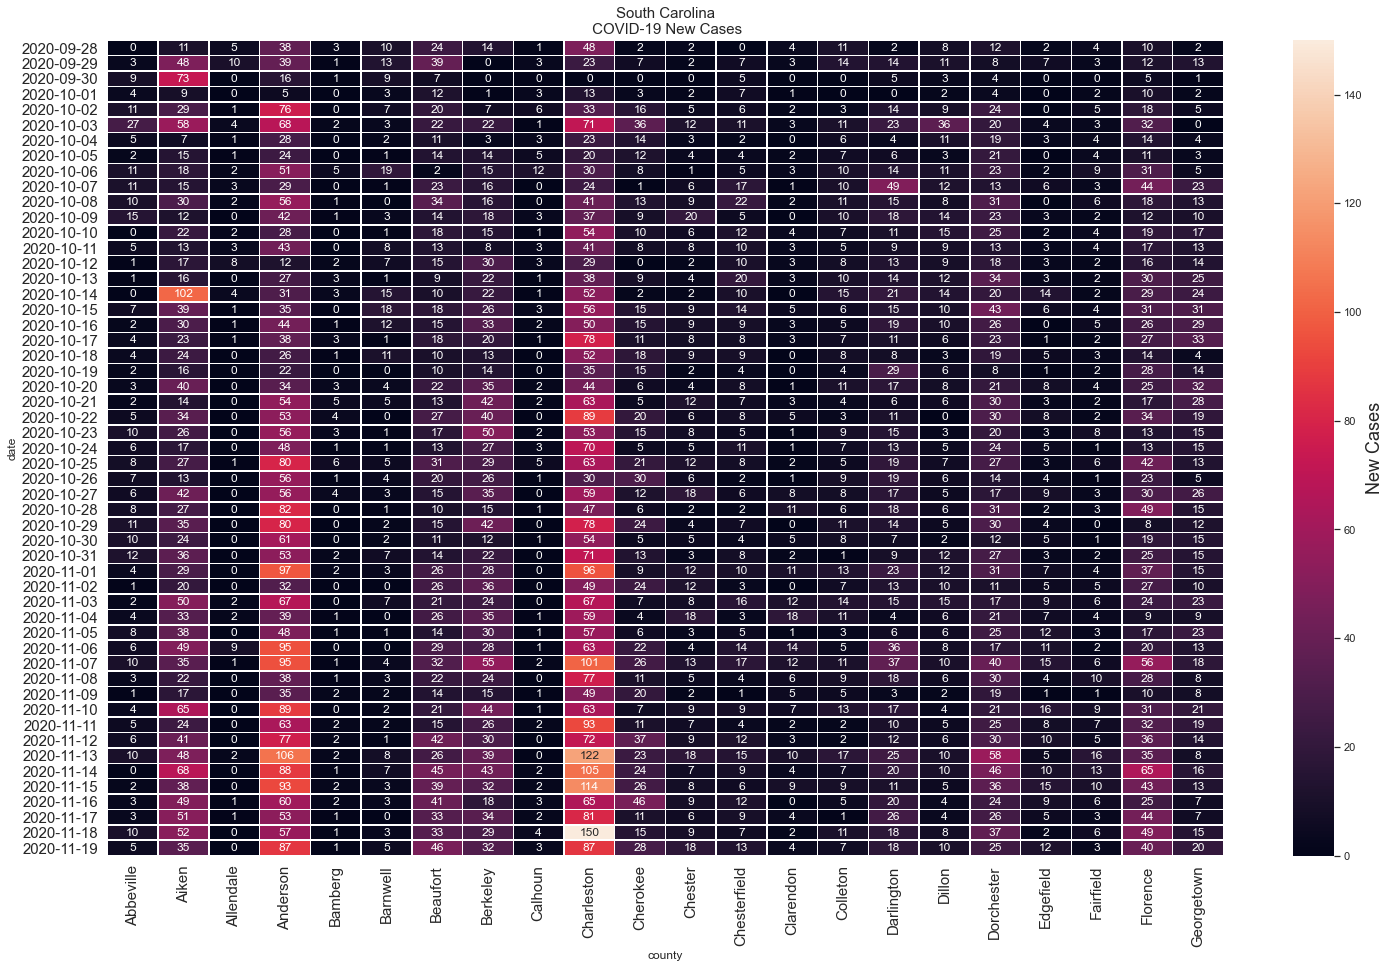 South Carolina
COVID-19 New Cases
2020-09-28 0 11 5 38 3 10 24 14 1 48 2 2 0 4 11 2 8 12 2 4 10 2
2020-09-29 3 48 10 39 1 13 39 0 3 23 7 2 7 3 14 14 11 8 7 3 12 13
2020-09-30 9 73 0 16 1 9 7 0 0 0 0 0 5 0 0 5 3 4 0 0 5 1
2020-10-01 4 9 0 5 0 3 12 1 3 13 3 2 7 1 0 0 2 4 0 2 10 2
2020-10-02 11 29 1 76 0 7 20 7 6 33 16 5 6 2 3 14 9 24 0 5 18 5
2020-10-03 27 58 4 68 2 3 22 22 1 71 36 12 11 3 11 23 36 20 4 3 32 0
2020-10-04 5 7 1 28 0 2 11 3 3 23 14 3 2 0 6 4 11 19 3 4 14 4
2020-10-05 2 15 1 24 0 1 14 14 5 20 12 4 4 2 7 6 3 21 0 4 11 3
2020-10-06 11 18 2 51 5 19 2 15 12 30 8 1 5 3 10 14 11 23 2 9 31 5
2020-10-07 11 15 3 29 0 1 23 16 0 24 1 6 17 1 10 49 12 13 6 3 44 23
2020-10-08 10 30 2 56 1 0 34 16 0 41 13 9 22 2 11 15 8 31 0 6 18 13
2020-10-09 15 12 0 42 1 3 14 18 3 37 9 20 5 0 10 18 14 23 3 2 12 10
2020-10-10 0 22 2 28 0 1 18 15 1 54 10 6 12 4 7 11 15 25 2 4 19 17
2020-10-11 5 13 3 43 0 8 13 8 3 41 8 8 10 3 5 9 9 13 3 4 17 13
2020-10-12 1 17 8 12 2 7 15 30 3 29 0 2 10 3 8 13 9 18 3 2 16 14
2020-10-13 1 16 0 27 3 1 9 22 1 38 9 4 20 3 10 14 12 34 3 2 30 25
2020-10-14 0 102 4 31 3 15 10 22 1 52 2 2 10 0 15 21 14 20 14 2 29 24
2020-10-15 7 39 1 35 0 18 18 26 3 56 15 9 14 5 6 15 10 43 6 4 31 31
2020-10-16 2 30 1 44 1 12 15 33 2 50 15 9 9 3 5 19 10 26 0 5 26 29
2020-10-17 4 23 1 38 3 1 18 20 1 78 11 8 8 3 7 11 6 23 1 2 27 33
2020-10-18 4 24 0 26 1 11 10 13 0 52 18 9 9 0 8 8 3 19 5 3 14 4
2020-10-19 2 16 0 22 0 0 10 14 0 35 15 2 4 0 4 29 6 8 1 2 28 14
2020-10-20 3 40 0 34 3 4 22 35 2 44 6 4 8 1 11 17 8 21 8 4 25 32
2020-10-21 2 14 0 54 5 5 13 42 2 63 5 12 7 3 4 6 6 30 3 2 17 28
2020-10-22 5 34 0 53 4 0 27 40 0 89 20 6 8 5 3 11 0 30 8 2 34 19
2020-10-23 10 26 0 56 3 1 17 50 2 53 15 8 5 1 9 15 3 20 3 8 13 15
2020-10-24 6 17 0 48 1 1 13 27 3 70 5 5 11 1 7 13 5 24 5 1 13 15
2020-10-25 8 27 1 80 6 5 31 29 5 63 21 12 8 2 5 19 7 27 3 6 42 13
2020-10-26 7 13 0 56 1 4 20 26 1 30 30 6 2 1 9 19 6 14 4 1 23 5
2020-10-27 6 42 0 56 4 3 15 35 0 59 12 18 6 8 8 17 5 17 9 3 30 26
2020-10-28 8 27 0 82 0 1 10 15 1 47 6 2 2 11 6 18 6 31 2 3 49 15
2020-10-29 11 35 0 80 0 2 15 42 0 78 24 4 7 0 11 14 5 30 4 0 8 12
2020-10-30 10 24 0 61 0 2 11 12 1 54 5 5 4 5 8 7 2 12 5 1 19 15
2020-10-31 12 36 0 53 2 7 14 22 0 71 13 3 8 2 1 9 12 27 3 2 25 15
2020-11-01 4 29 0 97 2 3 26 28 0 96 9 12 10 11 13 23 12 31 7 4 37 15
2020-11-02 1 20 0 32 0 0 26 36 0 49 24 12 3 0 7 13 10 11 5 5 27 10
2020-11-03 2 50 2 67 0 7 21 24 0 67 7 8 16 12 14 15 15 17 9 6 24 23
2020-11-04 4 33 2 39 1 0 26 35 1 59 4 18 3 18 11 4 6 21 7 4 9 9
2020-11-05 8 38 0 48 1 1 14 30 1 57 6 3 5 1 3 6 6 25 12 3 17 23
2020-11-06 6 49 9 95 0 0 29 28 1 63 22 4 14 14 5 36 8 17 11 2 20 13
2020-11-07 10 35 1 95 1 4 32 55 2 101 26 13 17 12 11 37 10 40 15 6 56 18
2020-11-08 3 22 0 38 1 3 22 24 0 77 11 5 4 6 9 18 6 30 4 10 28 8
2020-11-09 1 17 0 35 2 2 14 15 1 49 20 2 1 5 5 3 2 19 1 1 10 8
2020-11-10 4 65 0 89 0 2 21 44 1 63 7 9 9 7 13 17 4 21 16 9 31 21
2020-11-11 5 24 0 63 2 2 15 26 2 93 11 7 4 2 2 10 5 25 8 7 32 19
2020-11-12 6 41 0 77 2 1 42 30 0 72 37 9 12 3 2 12 6 30 10 5 36 14
2020-11-13 10 48 2 106 2 8 26 39 0 122 23 18 15 10 17 25 10 58 6 16 35 8
2020-11-14 0 68 0 88 1 7 45 43 2 105 24 7 9 4 7 20 10 46 10 13 65 16
2020-11-15 2 38 0 93 2 3 39 32 2 114 26 8 6 9 9 11 5 36 15 10 43 13
2020-11-16 3 49 1 60 2 3 41 18 3 65 46 9 12 0 5 20 4 24 9 6 25 7
2020-11-17 3 51 1 53 1 0 33 34 2 81 11 6 9 4 1 26 4 26 5 3 44 7
2020-11-18 10 52 0 57 1 3 33 29 4 150 15 9 7 2 11 18 8 37 2 6 49 15
2020-11-19 5 35 0 87 1 5 46 32 3 87 28 18 13 4 7 18 10 25 12 3 40 20
date
Abbeville Aiken Allendale Anderson Bamberg Barnwell Beaufort Berkeley Calhoun Charleston Cherokee Chester Chesterfield Clarendon Colleton Darlington Dillon Dorchester Edgefield Fairfield Florence Georgetown
county
140
120
100
80
60
40
20
0
New Cases